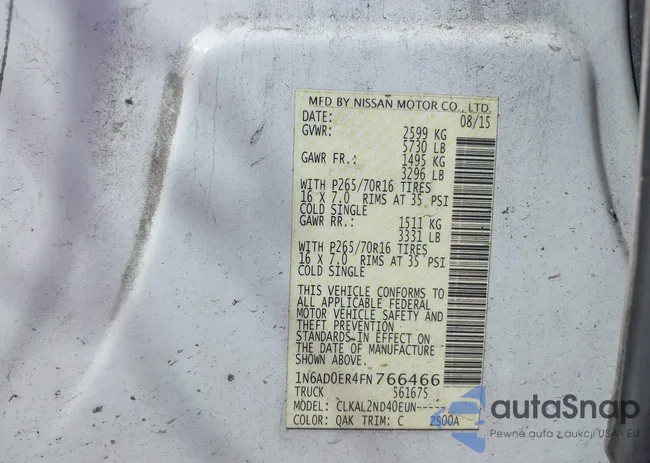 MFD BY NISSAN MOTOR CO., LTD.
DATE: 08/15
GVWR: 2599 KG
5730 LB
GAWR FR.: 1495 KG
3296 LB
WITH P265/70R16 TIRES
16 X 7.0 RIMS AT 35 PSI
COLD SINGLE
GAWR RR.: 1511 KG
3331 LB
WITH P265/70R16 TIRES
16 X 7.0 RIMS AT 35 PSI
COLD SINGLE
THIS VEHICLE CONFORMS TO
ALL APPLICABLE FEDERAL
MOTOR VEHICLE SAFETY AND
THEFT PREVENTION
STANDARDS IN EFFECT ON
THE DATE OF MANUFACTURE
SHOWN ABOVE.
1N6AD0ER4FN766466
TRUCK 561675
MODEL: CLKAL2ND40EUN-----
COLOR: QAK TRIM: C ZS00A
autaSnap
Pewne auta z aukcji USA i EU